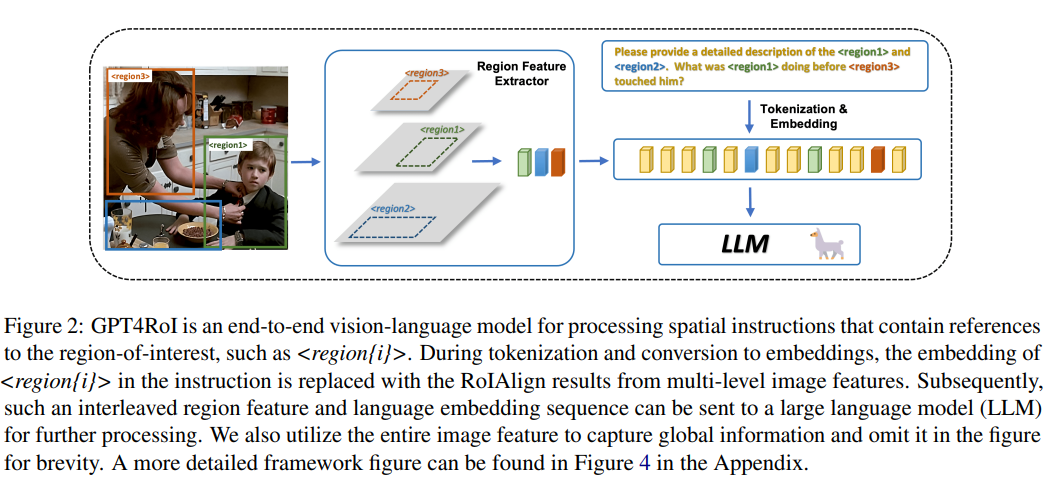 <region3>
<region1>
Region Feature
Extractor
<region3>
<region1>
<region2>
Please provide a detailed description of the <region1> and
<region2>. What was <region1> doing before <region3>
touched him?
Tokenization &
Embedding
LLM
Figure 2: GPT4RoI is an end-to-end vision-language model for processing spatial instructions that contain references
to the region-of-interest, such as <region{i}>. During tokenization and conversion to embeddings, the embedding of
<region{i}> in the instruction is replaced with the RoIAlign results from multi-level image features. Subsequently,
such an interleaved region feature and language embedding sequence can be sent to a large language model (LLM)
for further processing. We also utilize the entire image feature to capture global information and omit it in the figure
for brevity. A more detailed framework figure can be found in Figure 4 in the Appendix.